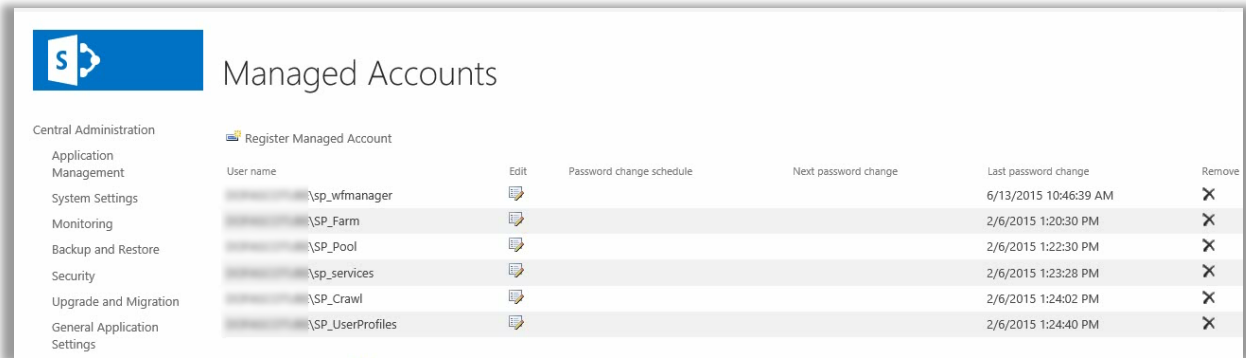 S
Managed Accounts
Central Administration
Application
Management
System Settings
Monitoring
Backup and Restore
Security
Upgrade and Migration
General Application
Settings
Register Managed Account
User name Edit Password change schedule Next password change Last password change Remove
\sp_wfmanager 6/13/2015 10:46:39 AM
\SP_Farm 2/6/2015 1:20:30 PM
\SP_Pool 2/6/2015 1:22:30 PM
\sp_services 2/6/2015 1:23:28 PM
\SP_Crawl 2/6/2015 1:24:02 PM
\SP_UserProfiles 2/6/2015 1:24:40 PM